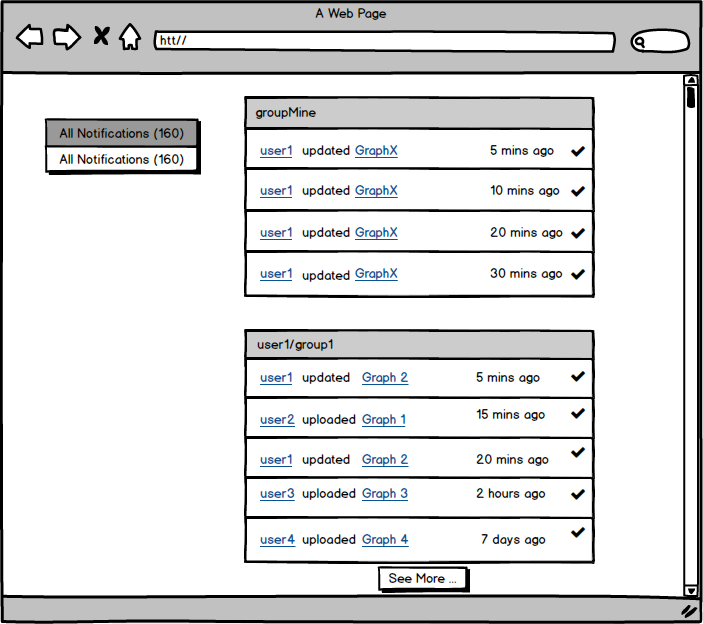 A Web Page
htt//
All Notifications (160)
All Notifications (160)
groupMine
user1 updated GraphX 5 mins ago
user1 updated GraphX 10 mins ago
user1 updated GraphX 20 mins ago
user1 updated GraphX 30 mins ago
user1/group1
user1 updated Graph 2 5 mins ago
user2 uploaded Graph 1 15 mins ago
user1 updated Graph 2 20 mins ago
user3 uploaded Graph 3 2 hours ago
user4 uploaded Graph 4 7 days ago
See More ...